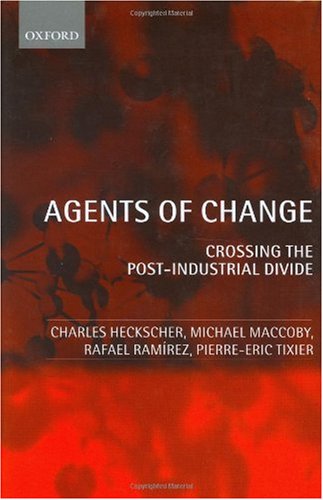 OXFORD
AGENTS OF CHANGE
CROSSING THE
POST-INDUSTRIAL DIVIDE
CHARLES HECKSCHER, MICHAEL MACCOBY,
RAFAEL RAMÍREZ, PIERRE-ERIC TIXIER